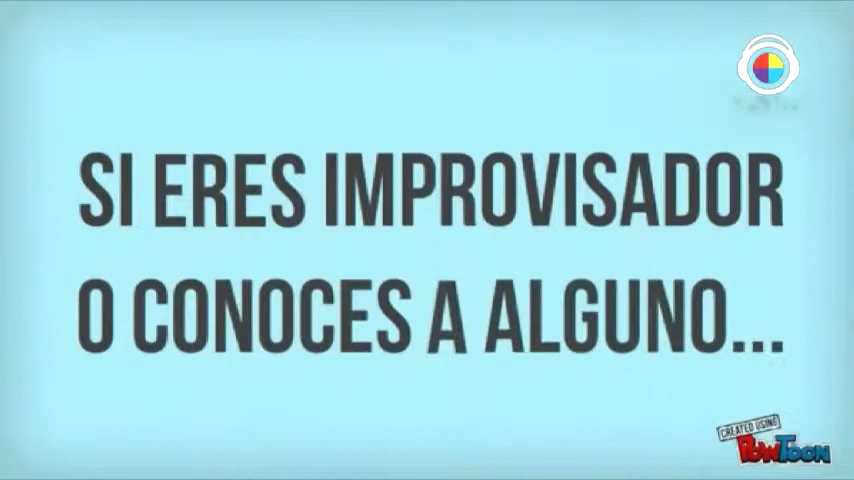 SI ERES IMPROVISADOR
O CONOCES A ALGUNO...
CREATED USING
POWTOON